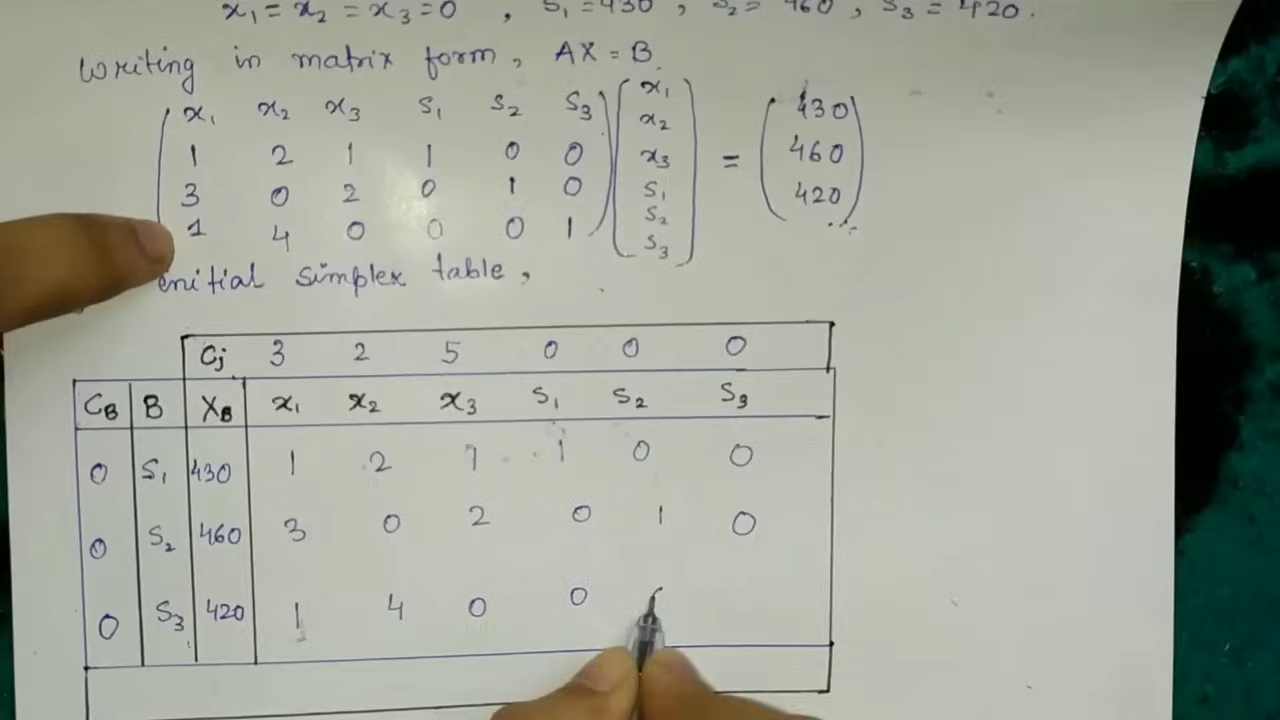 x₁ = x₂ = x₃ = 0 , S₁ = 430 , S₂ = 460 , S₃ = 420.
Writing in matrix form, AX = B.
x₁ x₂ x₃ S₁ S₂ S₃ x₁
1 2 1 1 0 0 x₂ 430
3 0 2 0 1 0 x₃ = 460
1 4 0 0 0 1 S₁ 420
S₂
S₃
initial simplex table,
Cj 3 2 5 0 0 0
CB B XB x₁ x₂ x₃ S₁ S₂ S₃
0 S₁ 430 1 2 1 1 0 0
0 S₂ 460 3 0 2 0 1 0
0 S₃ 420 1 4 0 0